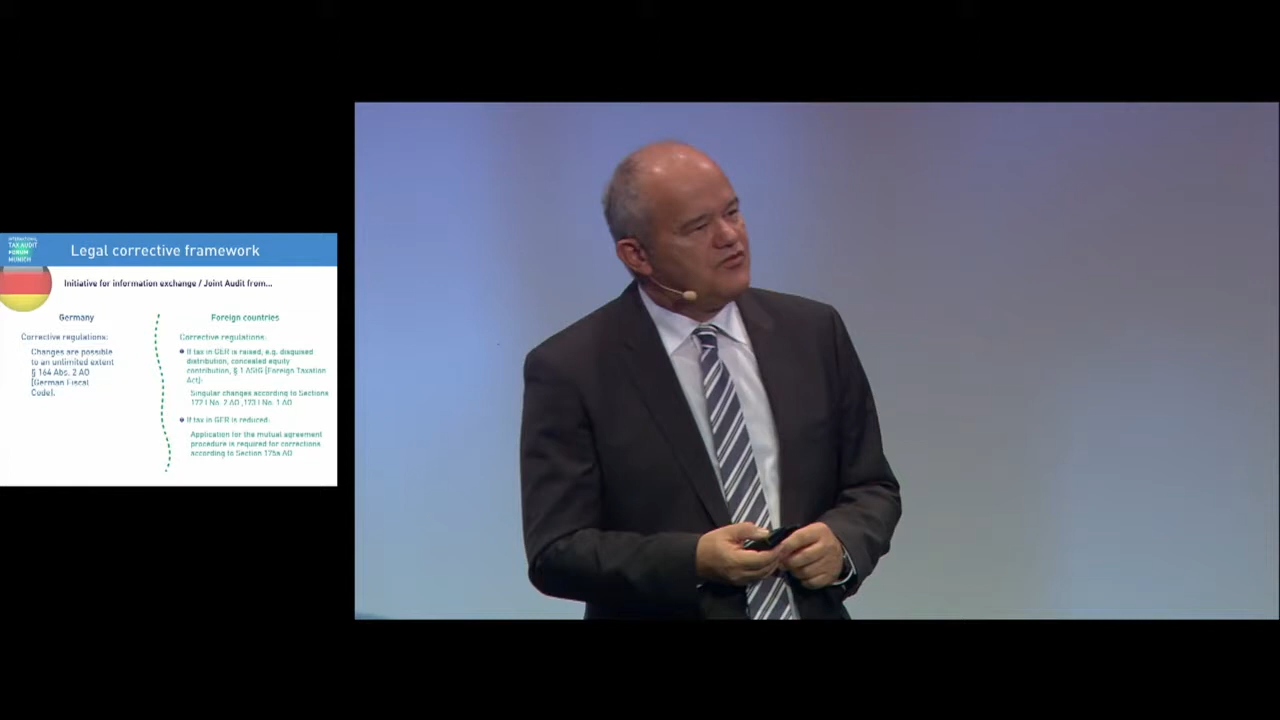 INTERNATIONAL
TAX AUDIT
FORUM
MUNICH
Legal corrective framework
Initiative for information exchange / Joint Audit from...
Germany
Corrective regulations:
Changes are possible
to an unlimited extent
§ 164 Abs. 2 AO
[German Fiscal
Code].
Foreign countries
Corrective regulations:
If tax in GER is raised, e.g. disguised
distribution, concealed equity
contribution, § 1 AStG [Foreign Taxation
Act]:
Singular changes according to Sections
172 I No. 2 AO ,173 I No. 1 AO
If tax in GER is reduced:
Application for the mutual agreement
procedure is required for corrections
according to Section 175a AO